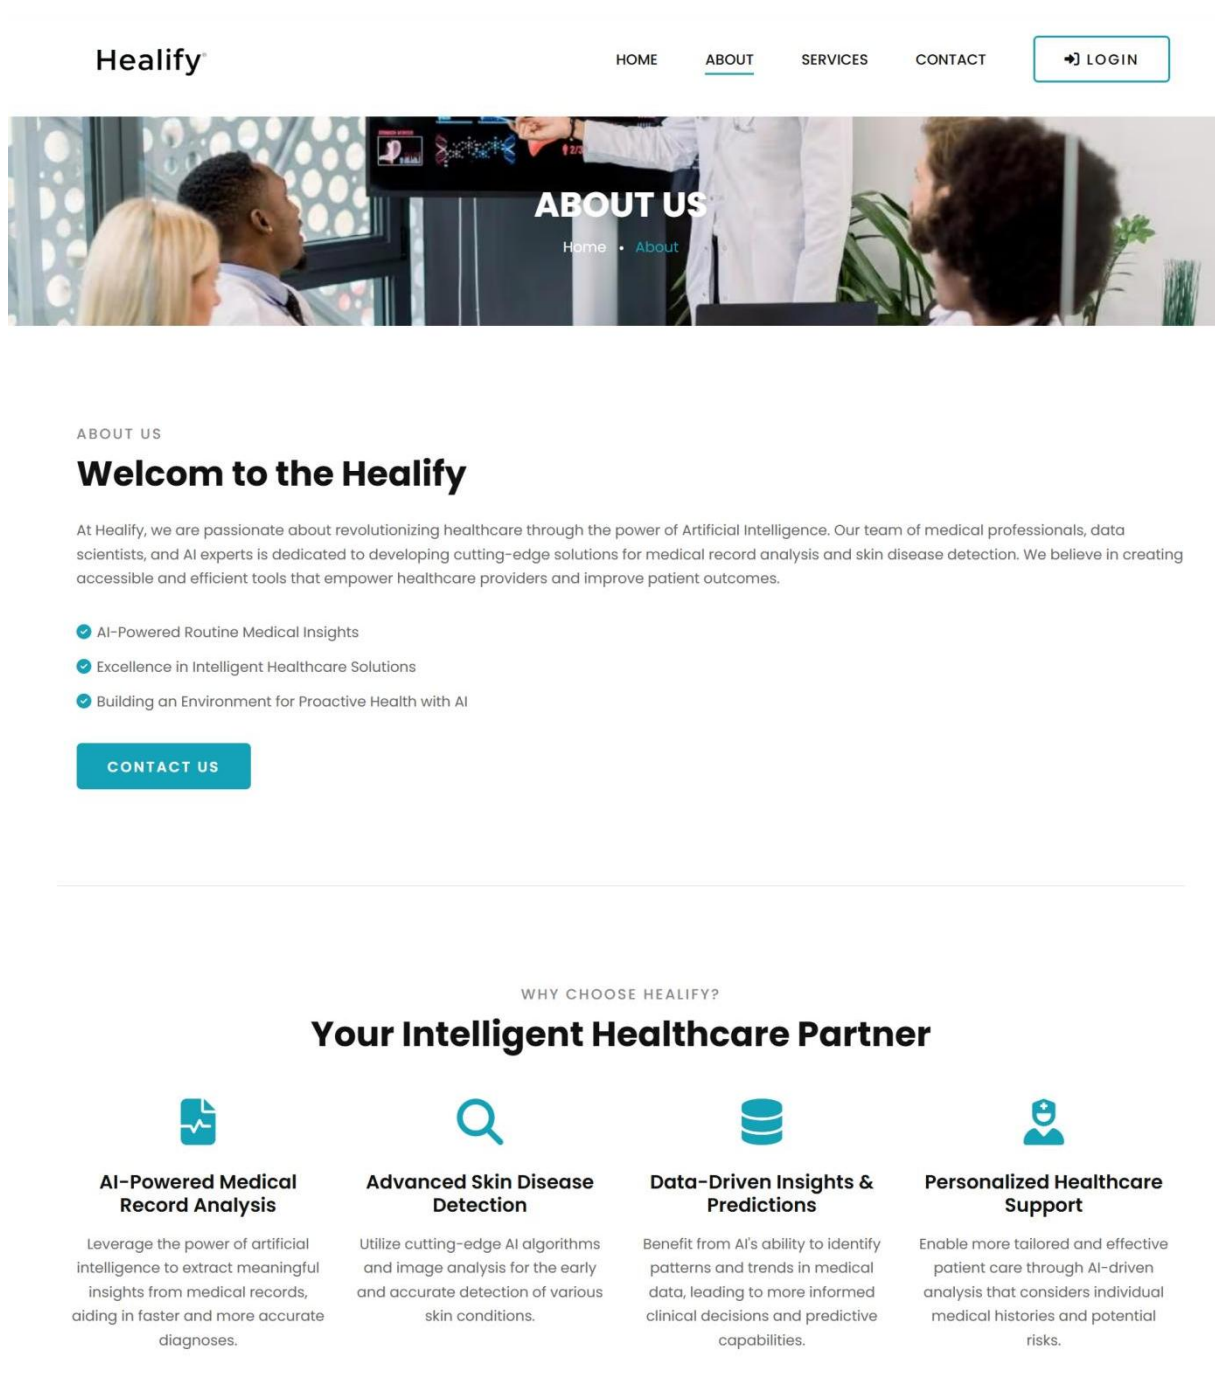 Healify
HOME ABOUT SERVICES CONTACT LOGIN
ABOUT US
Home • About
ABOUT US
Welcom to the Healify
At Healify, we are passionate about revolutionizing healthcare through the power of Artificial Intelligence. Our team of medical professionals, data
scientists, and AI experts is dedicated to developing cutting-edge solutions for medical record analysis and skin disease detection. We believe in creating
accessible and efficient tools that empower healthcare providers and improve patient outcomes.
AI-Powered Routine Medical Insights
Excellence in Intelligent Healthcare Solutions
Building an Environment for Proactive Health with AI
CONTACT US
WHY CHOOSE HEALIFY?
Your Intelligent Healthcare Partner
AI-Powered Medical
Record Analysis
Leverage the power of artificial
intelligence to extract meaningful
insights from medical records,
aiding in faster and more accurate
diagnoses.
Advanced Skin Disease
Detection
Utilize cutting-edge AI algorithms
and image analysis for the early
and accurate detection of various
skin conditions.
Data-Driven Insights &
Predictions
Benefit from AI's ability to identify
patterns and trends in medical
data, leading to more informed
clinical decisions and predictive
capabilities.
Personalized Healthcare
Support
Enable more tailored and effective
patient care through AI-driven
analysis that considers individual
medical histories and potential
risks.